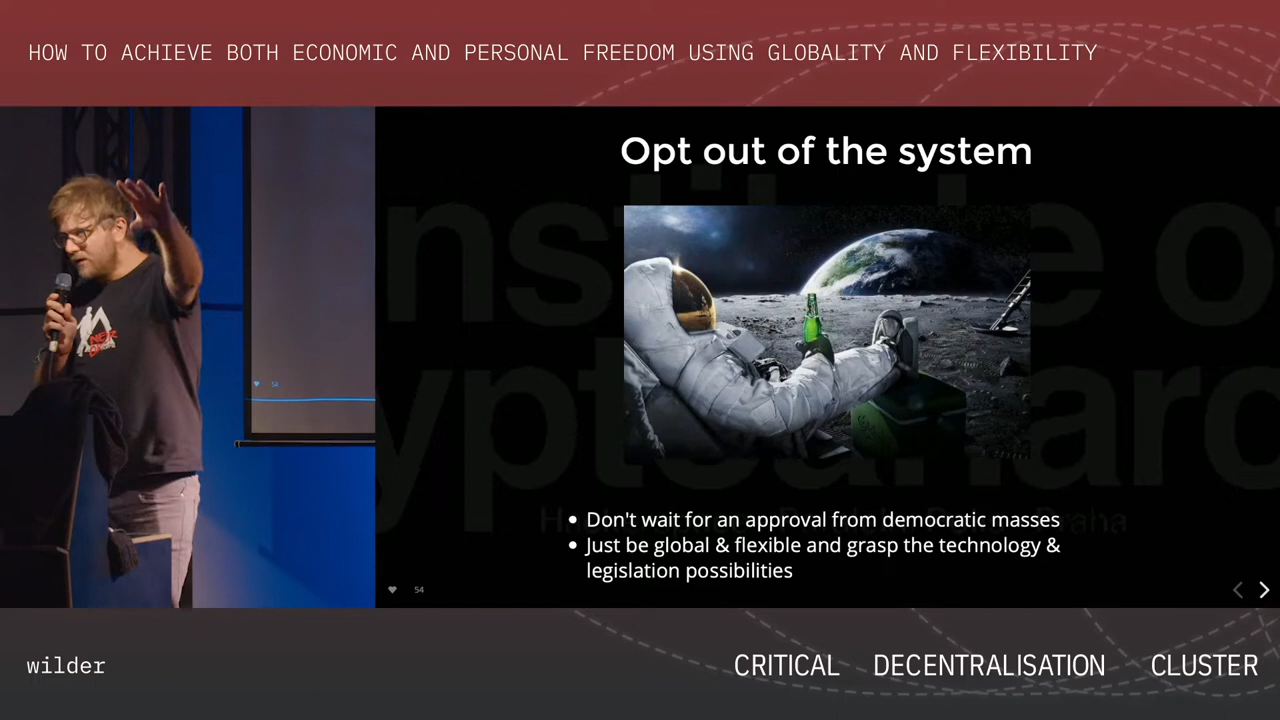 HOW TO ACHIEVE BOTH ECONOMIC AND PERSONAL FREEDOM USING GLOBALITY AND FLEXIBILITY
Opt out of the system
• Don't wait for an approval from democratic masses
• Just be global & flexible and grasp the technology &
legislation possibilities
54
wilder
CRITICAL DECENTRALISATION CLUSTER